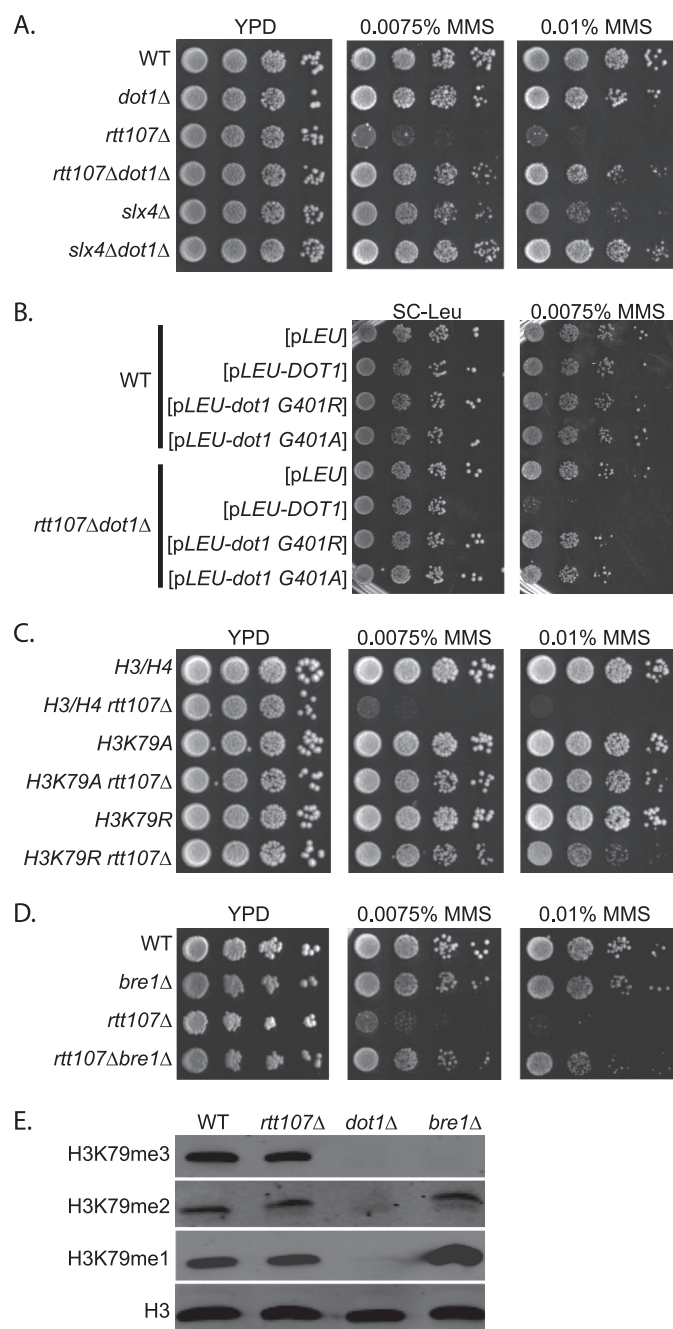 A.
YPD 0.0075% MMS 0.01% MMS
WT
dot1Δ
rtt107Δ
rtt107Δdot1Δ
slx4Δ
slx4Δdot1Δ
B.
SC-Leu 0.0075% MMS
WT
[pLEU]
[pLEU-DOT1]
[pLEU-dot1 G401R]
[pLEU-dot1 G401A]
rtt107Δdot1Δ
[pLEU]
[pLEU-DOT1]
[pLEU-dot1 G401R]
[pLEU-dot1 G401A]
C.
YPD 0.0075% MMS 0.01% MMS
H3/H4
H3/H4 rtt107Δ
H3K79A
H3K79A rtt107Δ
H3K79R
H3K79R rtt107Δ
D.
YPD 0.0075% MMS 0.01% MMS
WT
bre1Δ
rtt107Δ
rtt107Δbre1Δ
E.
WT rtt107Δ dot1Δ bre1Δ
H3K79me3
H3K79me2
H3K79me1
H3